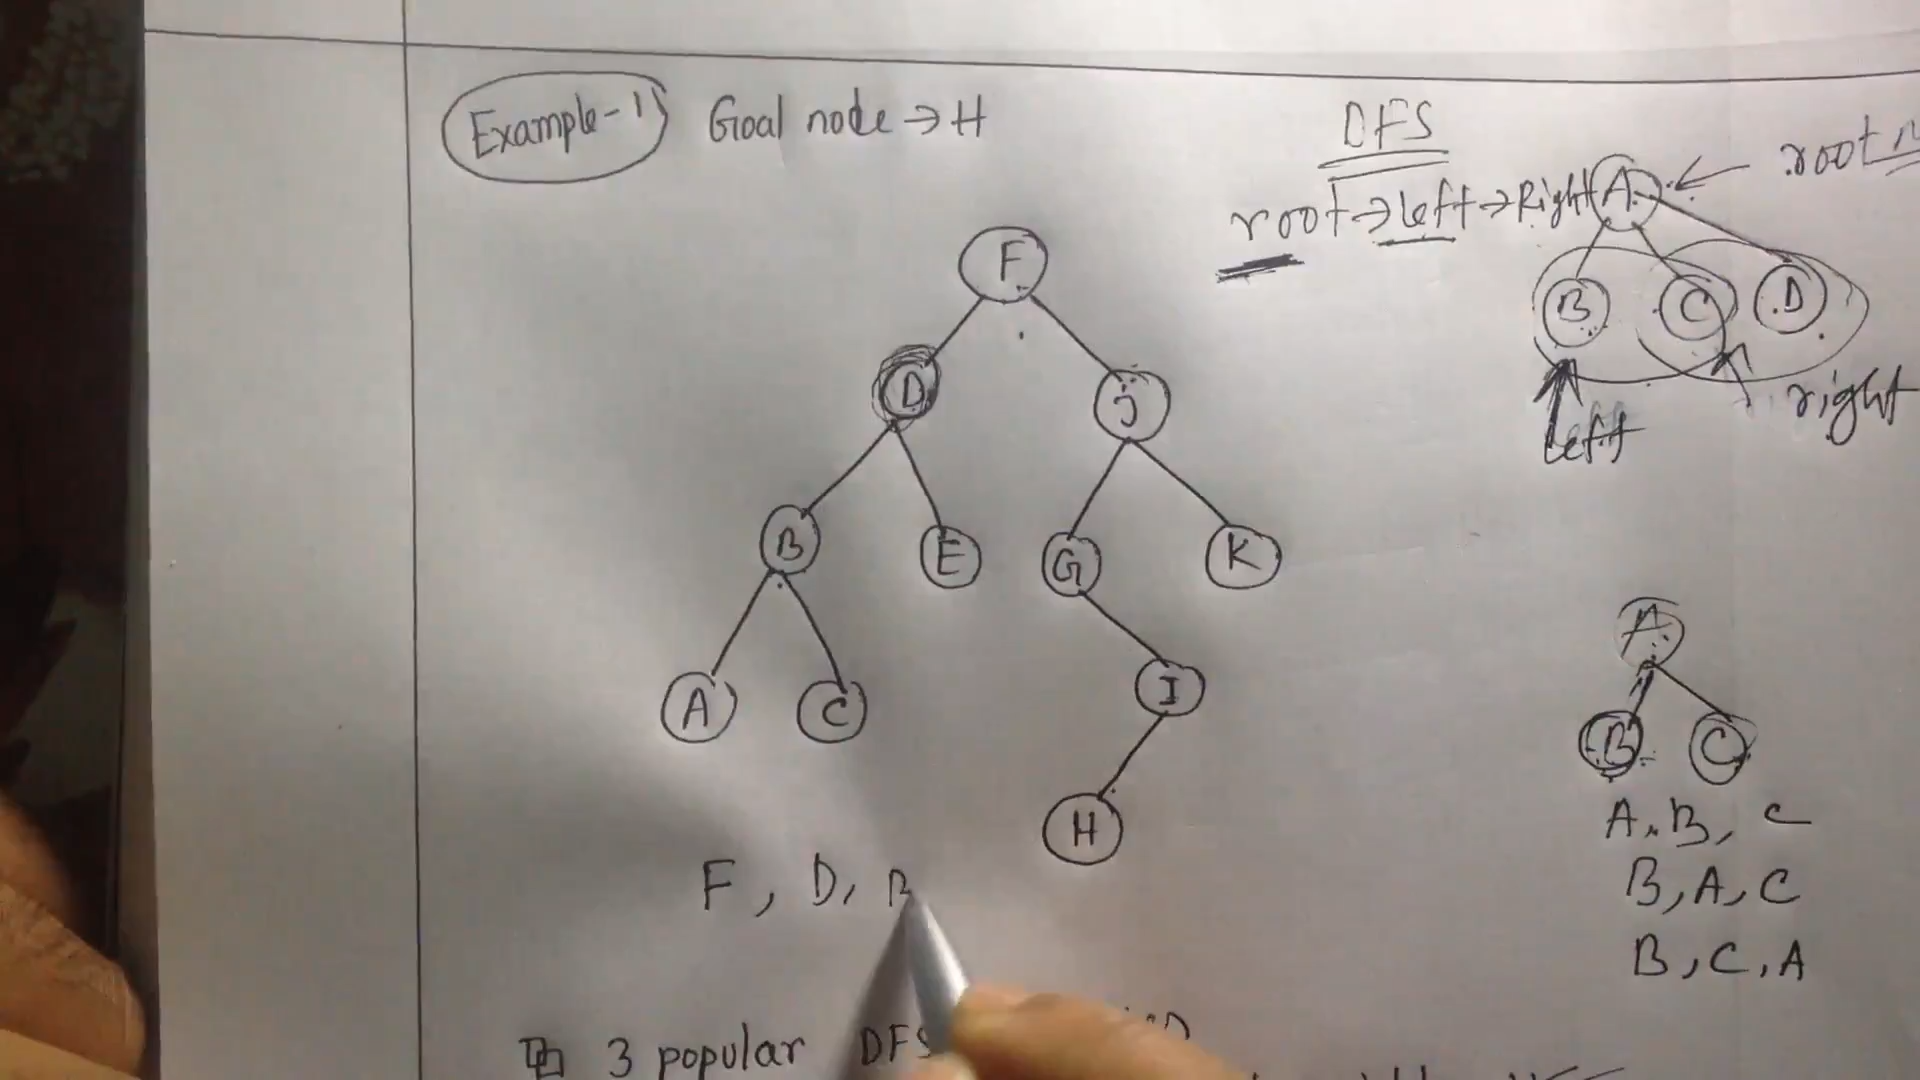 Example-1 Goal node → H
DFS
root → left → Right
root
A
B C D
left
right
F
D j
B E G K
A C I
H
A
B C
A, B, C
B, A, C
B, C, A
F, D, B
3 popular DFS